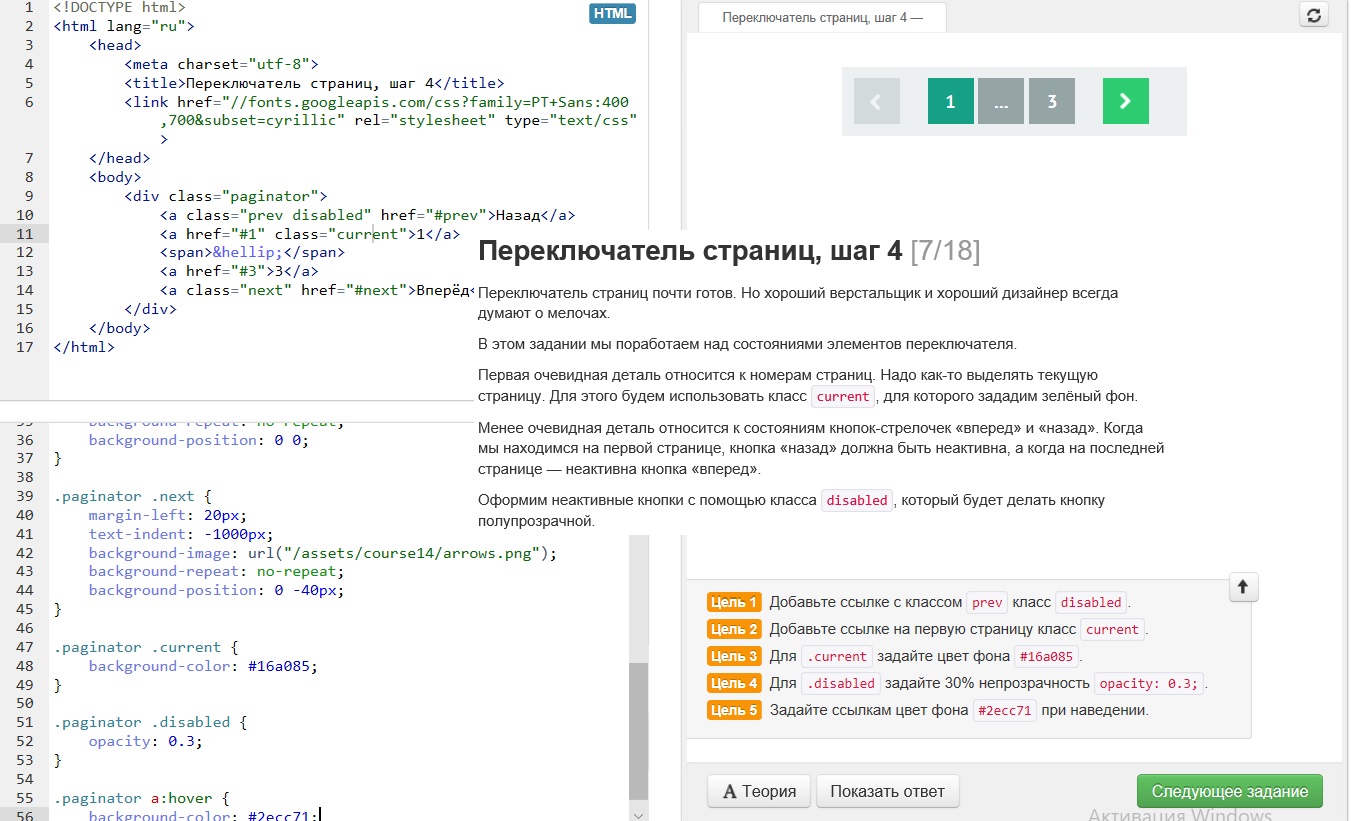 1 <!DOCTYPE html>
2 <html lang="ru">
3 <head>
4 <meta charset="utf-8">
5 <title>Переключатель страниц, шаг 4</title>
6 <link href="//fonts.googleapis.com/css?family=PT+Sans:400
,700&subset=cyrillic" rel="stylesheet" type="text/css"
>
7 </head>
8 <body>
9 <div class="paginator">
10 <a class="prev disabled" href="#prev">Назад</a>
11 <a href="#1" class="current">1</a>
12 <span>&hellip;</span>
13 <a href="#3">3</a>
14 <a class="next" href="#next">Вперёд<
15 </div>
16 </body>
17 </html>
HTML
35 background-repeat: no-repeat;
36 background-position: 0 0;
37 }
38
39 .paginator .next {
40 margin-left: 20px;
41 text-indent: -1000px;
42 background-image: url("/assets/course14/arrows.png");
43 background-repeat: no-repeat;
44 background-position: 0 -40px;
45 }
46
47 .paginator .current {
48 background-color: #16a085;
49 }
50
51 .paginator .disabled {
52 opacity: 0.3;
53 }
54
55 .paginator a:hover {
56 background-color: #2ecc71;
Переключатель страниц, шаг 4 —
1 ... 3
Переключатель страниц, шаг 4 [7/18]
Переключатель страниц почти готов. Но хороший верстальщик и хороший дизайнер всегда
думают о мелочах.
В этом задании мы поработаем над состояниями элементов переключателя.
Первая очевидная деталь относится к номерам страниц. Надо как-то выделять текущую
страницу. Для этого будем использовать класс current, для которого зададим зелёный фон.
Менее очевидная деталь относится к состояниям кнопок-стрелочек «вперед» и «назад». Когда
мы находимся на первой странице, кнопка «назад» должна быть неактивна, а когда на последней
странице — неактивна кнопка «вперед».
Оформим неактивные кнопки с помощью класса disabled, который будет делать кнопку
полупрозрачной.
Цель 1 Добавьте ссылке с классом prev класс disabled.
Цель 2 Добавьте ссылке на первую страницу класс current.
Цель 3 Для .current задайте цвет фона #16a085.
Цель 4 Для .disabled задайте 30% непрозрачность opacity: 0.3;.
Цель 5 Задайте ссылкам цвет фона #2ecc71 при наведении.
A Теория Показать ответ Следующее задание
Активация Windows